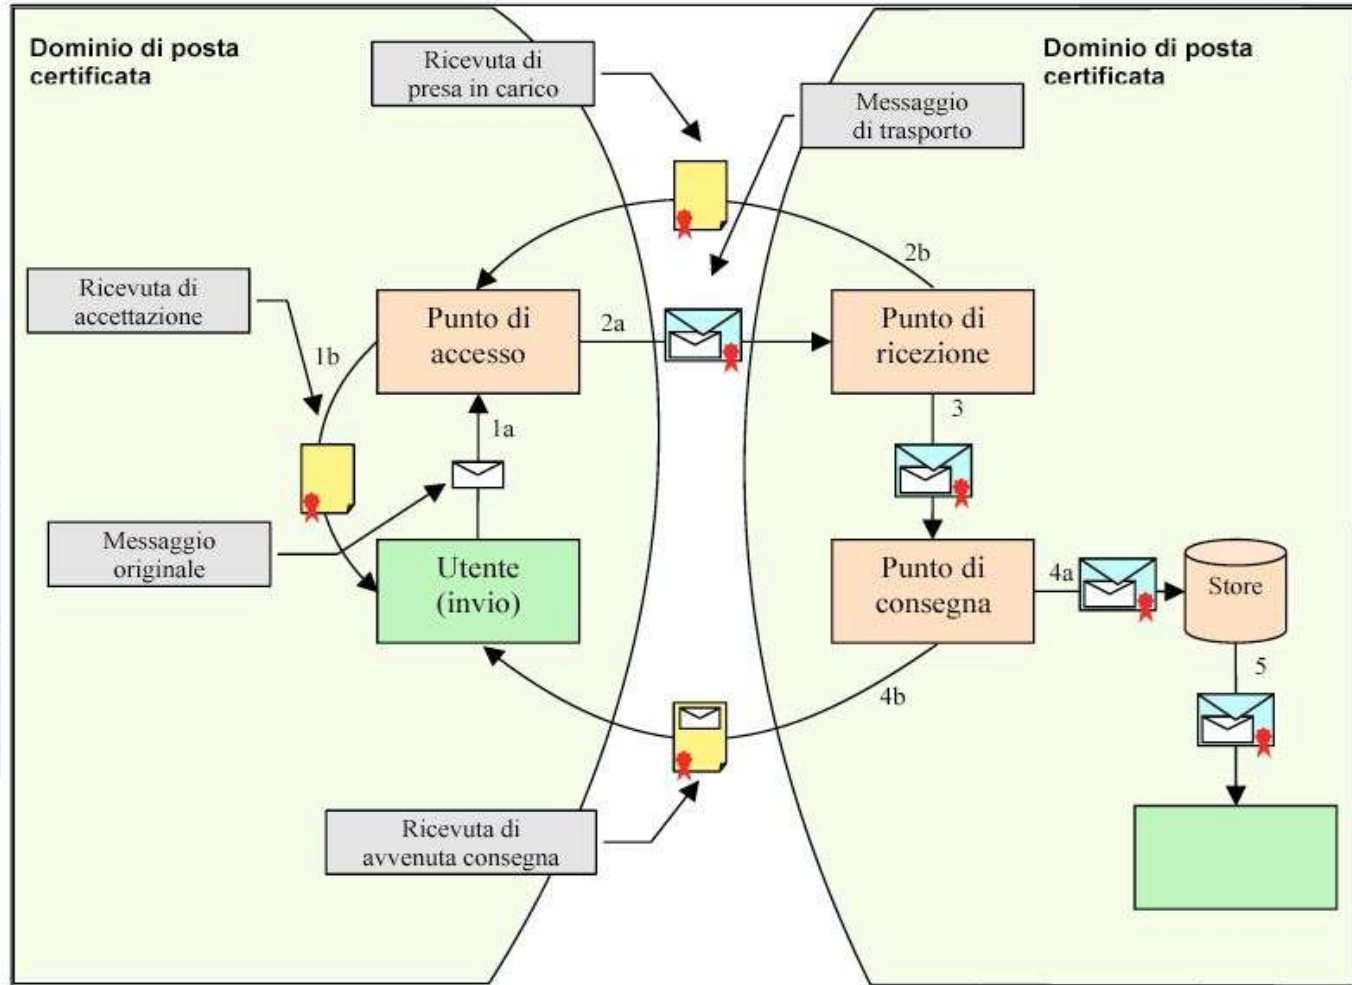 Dominio di posta
certificata
Ricevuta di
presa in carico
Dominio di posta
certificata
Messaggio
di trasporto
2b
Ricevuta di
accettazione
1b
Punto di
accesso
2a
Punto di
ricezione
3
1a
Messaggio
originale
Utente
(invio)
Punto di
consegna
4a
Store
5
4b
Ricevuta di
avvenuta consegna